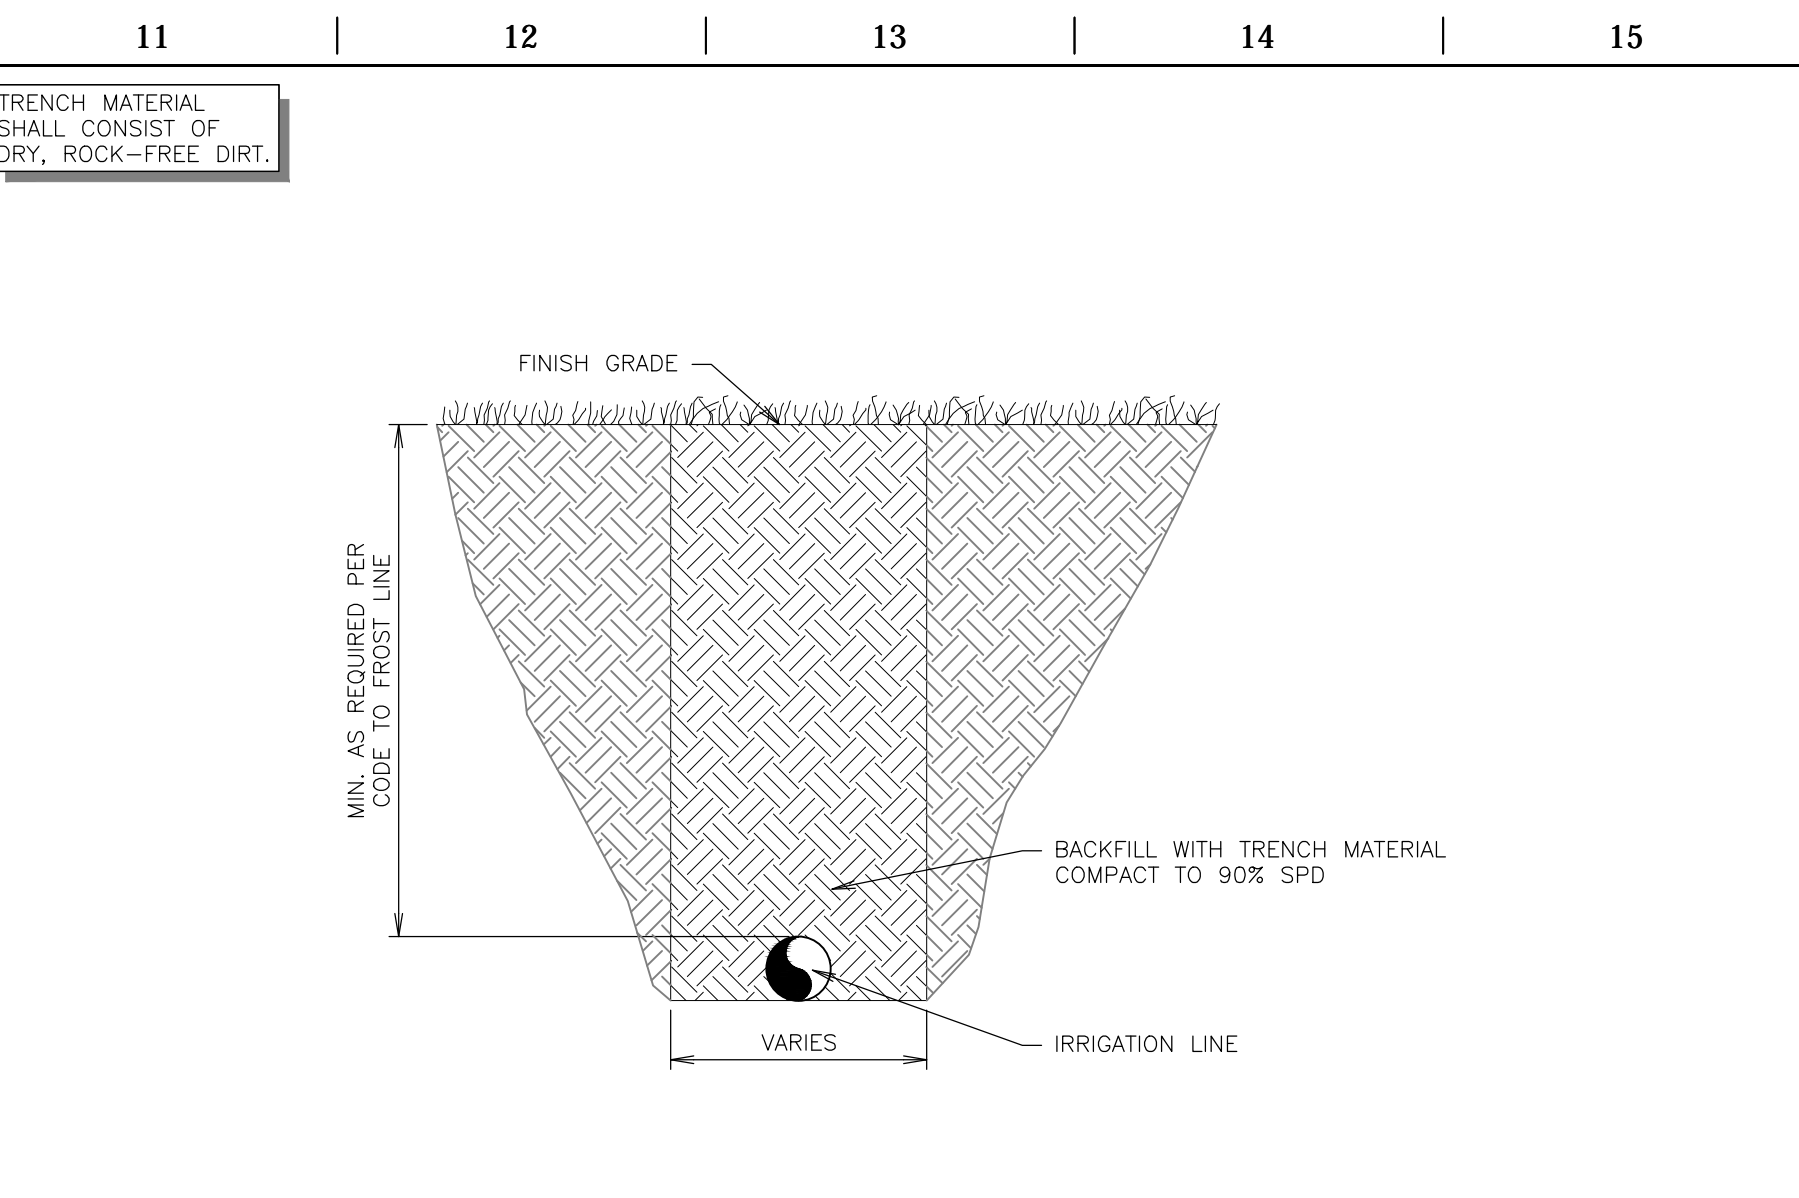 11 12 13 14 15
TRENCH MATERIAL
SHALL CONSIST OF
DRY, ROCK-FREE DIRT.
FINISH GRADE
MIN. AS REQUIRED PER
CODE TO FROST LINE
BACKFILL WITH TRENCH MATERIAL
COMPACT TO 90% SPD
VARIES
IRRIGATION LINE